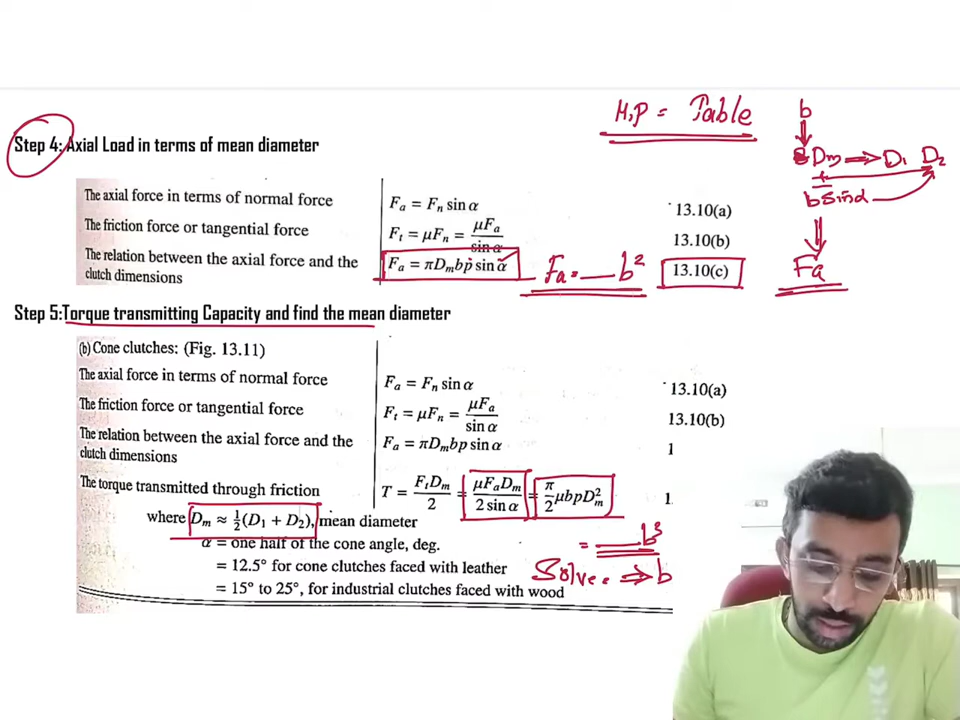 μ,p = Table
b
Step 4: Axial Load in terms of mean diameter
Dm ⇒ D1 D2
b sinα
The axial force in terms of normal force Fa = Fn sin α 13.10(a)
The friction force or tangential force Ft = μFn = μFa / sin α 13.10(b)
The relation between the axial force and the clutch dimensions Fa = πDmbp sin α Fa = __ b² 13.10(c)
Fa
Step 5:Torque transmitting Capacity and find the mean diameter
(b) Cone clutches: (Fig. 13.11)
The axial force in terms of normal force Fa = Fn sin α 13.10(a)
The friction force or tangential force Ft = μFn = μFa / sin α 13.10(b)
The relation between the axial force and the clutch dimensions Fa = πDmbp sin α 1
The torque transmitted through friction T = FtDm / 2 = μFaDm / 2 sin α = π/2 μbpDm² 1
where Dm ≈ ½(D1 + D2), mean diameter
= __ b³
α = one half of the cone angle, deg.
= 12.5° for cone clutches faced with leather
Solve ⇒ b
= 15° to 25°, for industrial clutches faced with wood